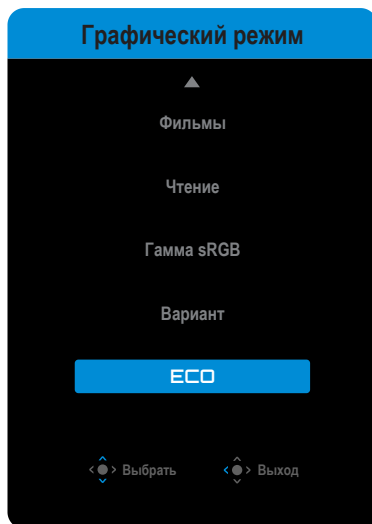 Графический режим
Фильмы
Чтение
Гамма sRGB
Вариант
ECO
Выбрать Выход